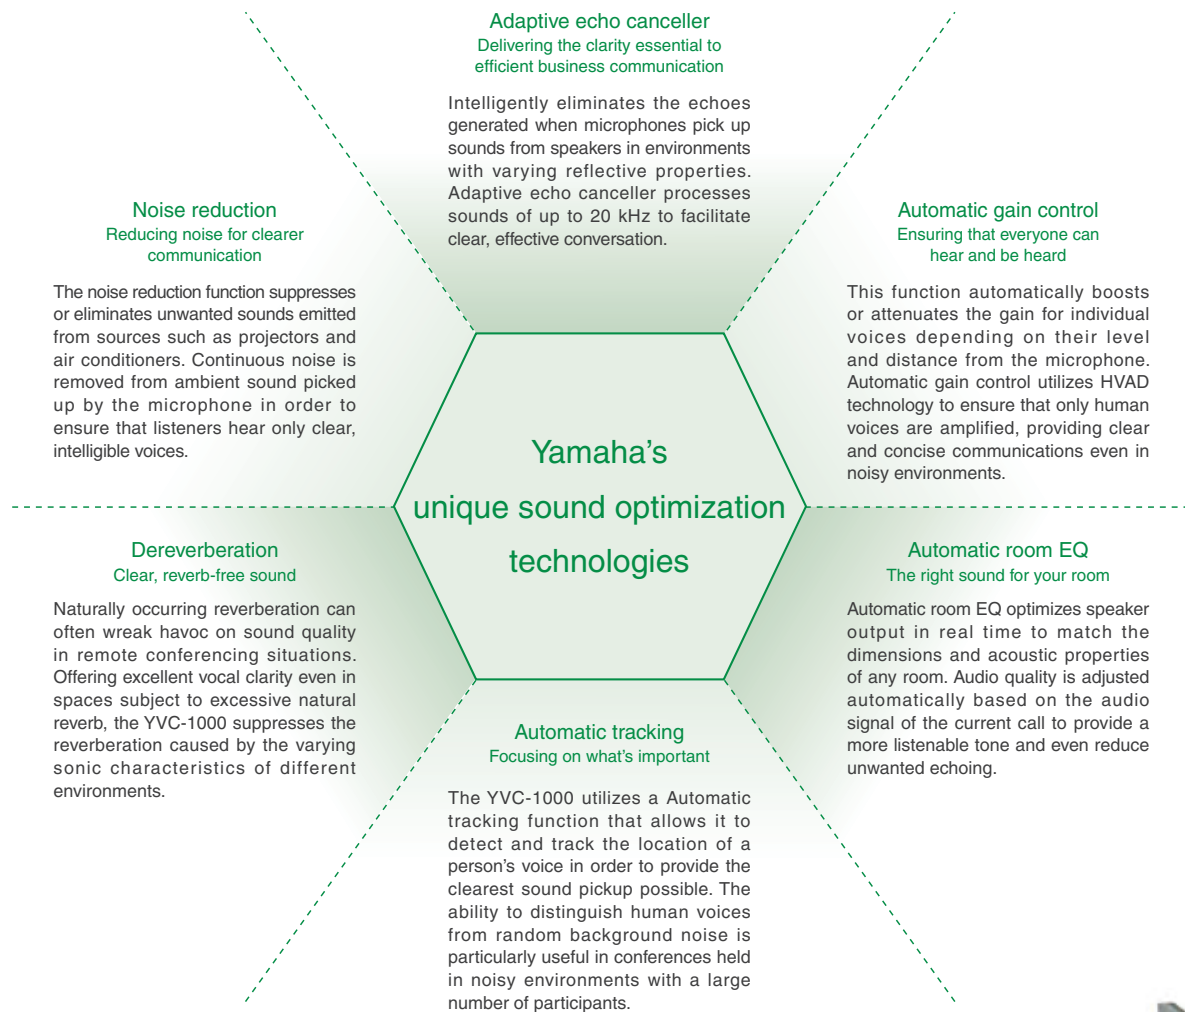 Adaptive echo canceller
Delivering the clarity essential to
efficient business communication
Intelligently eliminates the echoes
generated when microphones pick up
sounds from speakers in environments
with varying reflective properties.
Adaptive echo canceller processes
sounds of up to 20 kHz to facilitate
clear, effective conversation.
Noise reduction
Reducing noise for clearer
communication
The noise reduction function suppresses
or eliminates unwanted sounds emitted
from sources such as projectors and
air conditioners. Continuous noise is
removed from ambient sound picked
up by the microphone in order to
ensure that listeners hear only clear,
intelligible voices.
Automatic gain control
Ensuring that everyone can
hear and be heard
This function automatically boosts
or attenuates the gain for individual
voices depending on their level
and distance from the microphone.
Automatic gain control utilizes HVAD
technology to ensure that only human
voices are amplified, providing clear
and concise communications even in
noisy environments.
Yamaha's
unique sound optimization
technologies
Dereverberation
Clear, reverb-free sound
Naturally occurring reverberation can
often wreak havoc on sound quality
in remote conferencing situations.
Offering excellent vocal clarity even in
spaces subject to excessive natural
reverb, the YVC-1000 suppresses the
reverberation caused by the varying
sonic characteristics of different
environments.
Automatic room EQ
The right sound for your room
Automatic room EQ optimizes speaker
output in real time to match the
dimensions and acoustic properties
of any room. Audio quality is adjusted
automatically based on the audio
signal of the current call to provide a
more listenable tone and even reduce
unwanted echoing.
Automatic tracking
Focusing on what's important
The YVC-1000 utilizes a Automatic
tracking function that allows it to
detect and track the location of a
person's voice in order to provide the
clearest sound pickup possible. The
ability to distinguish human voices
from random background noise is
particularly useful in conferences held
in noisy environments with a large
number of participants.